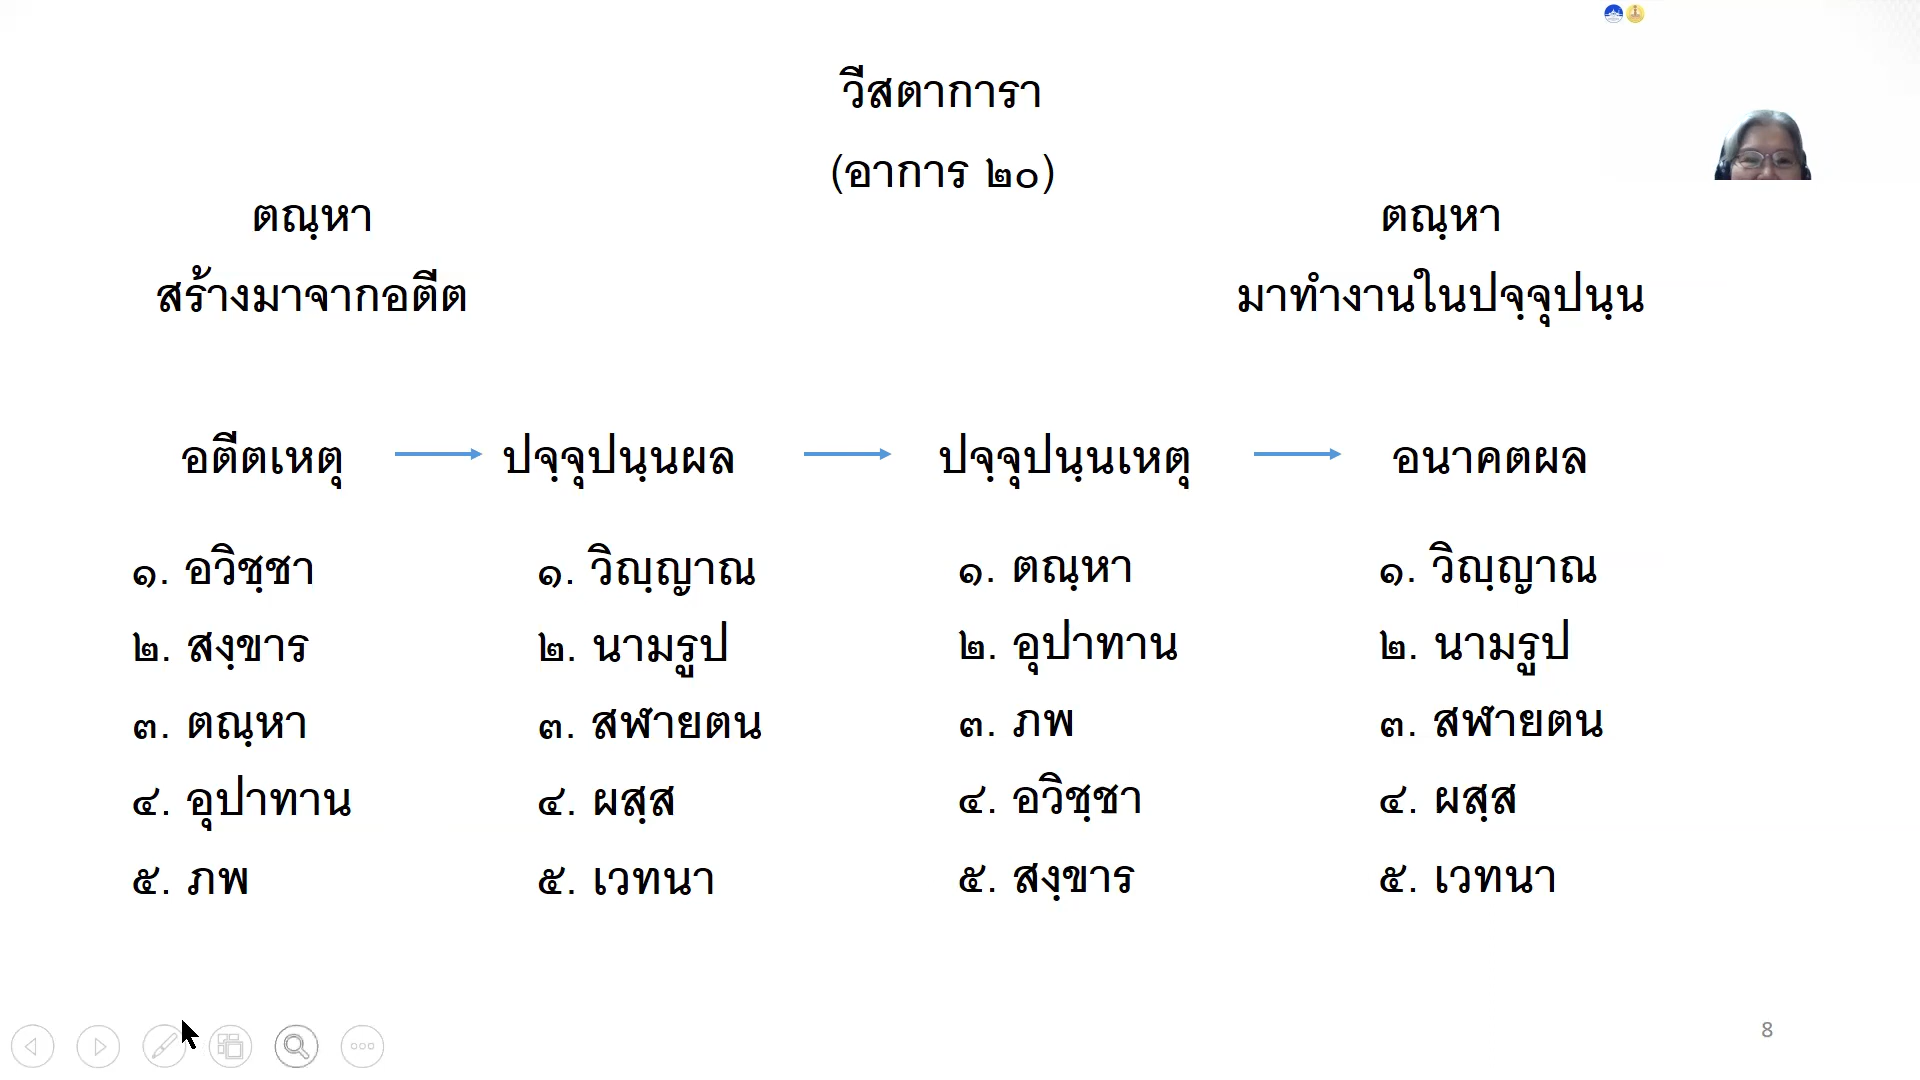 วีสตาการา
(อาการ ๒๐)
ตณฺหา
สร้างมาจากอตีต
ตณฺหา
มาทำงานในปจฺจุปนฺน
อตีตเหตุ
ปจฺจุปนฺนผล
ปจฺจุปนฺนเหตุ
อนาคตผล
๑. อวิชฺชา
๒. สงฺขาร
๓. ตณฺหา
๔. อุปาทาน
๕. ภพ
๑. วิญฺญาณ
๒. นามรูป
๓. สฬายตน
๔. ผสฺส
๕. เวทนา
๑. ตณฺหา
๒. อุปาทาน
๓. ภพ
๔. อวิชฺชา
๕. สงฺขาร
๑. วิญฺญาณ
๒. นามรูป
๓. สฬายตน
๔. ผสฺส
๕. เวทนา
8